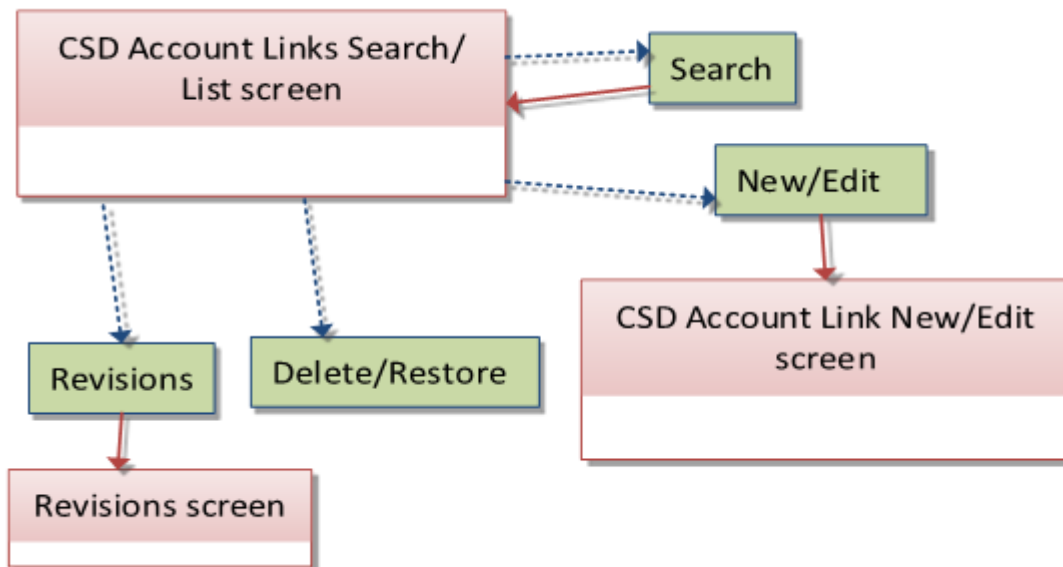 CSD Account Links Search/
List screen
Search
New/Edit
CSD Account Link New/Edit
screen
Revisions
Delete/Restore
Revisions screen